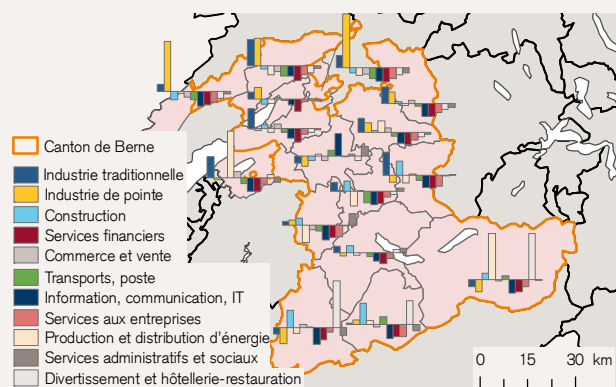 Canton de Berne
Industrie traditionnelle
Industrie de pointe
Construction
Services financiers
Commerce et vente
Transports, poste
Information, communication, IT
Services aux entreprises
Production et distribution d'énergie
Services administratifs et sociaux
Divertissement et hôtellerie-restauration
0 15 30 km